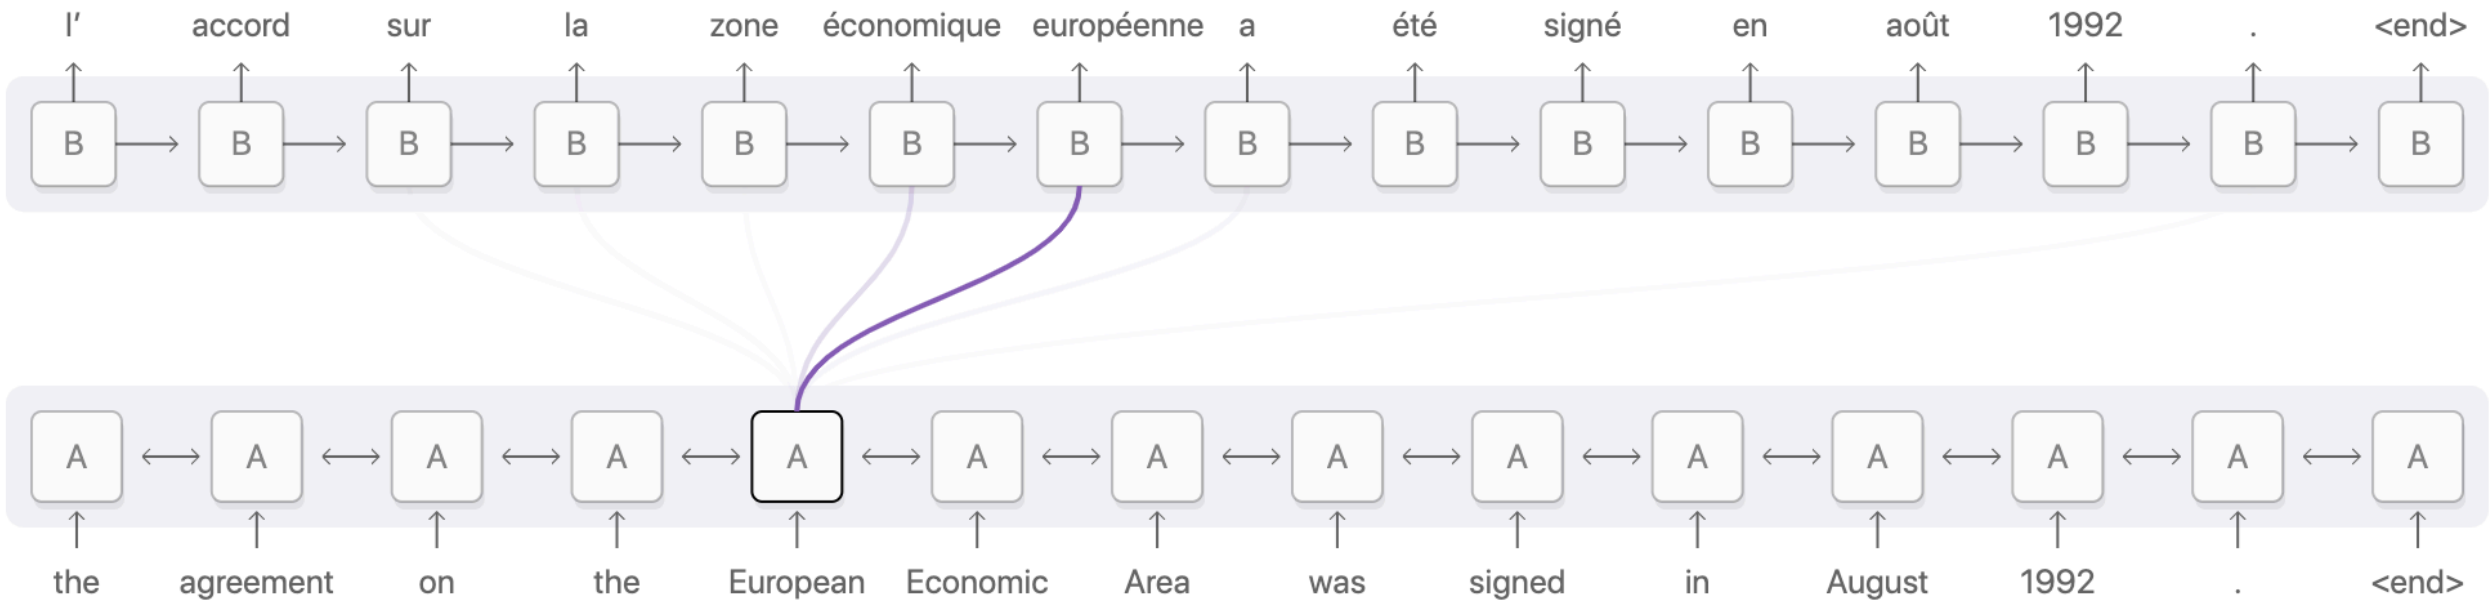 l’ accord sur la zone économique européenne a été signé en août 1992 . <end>
B B B B B B B B B B B B B B B
A A A A A A A A A A A A A A
the agreement on the European Economic Area was signed in August 1992 . <end>